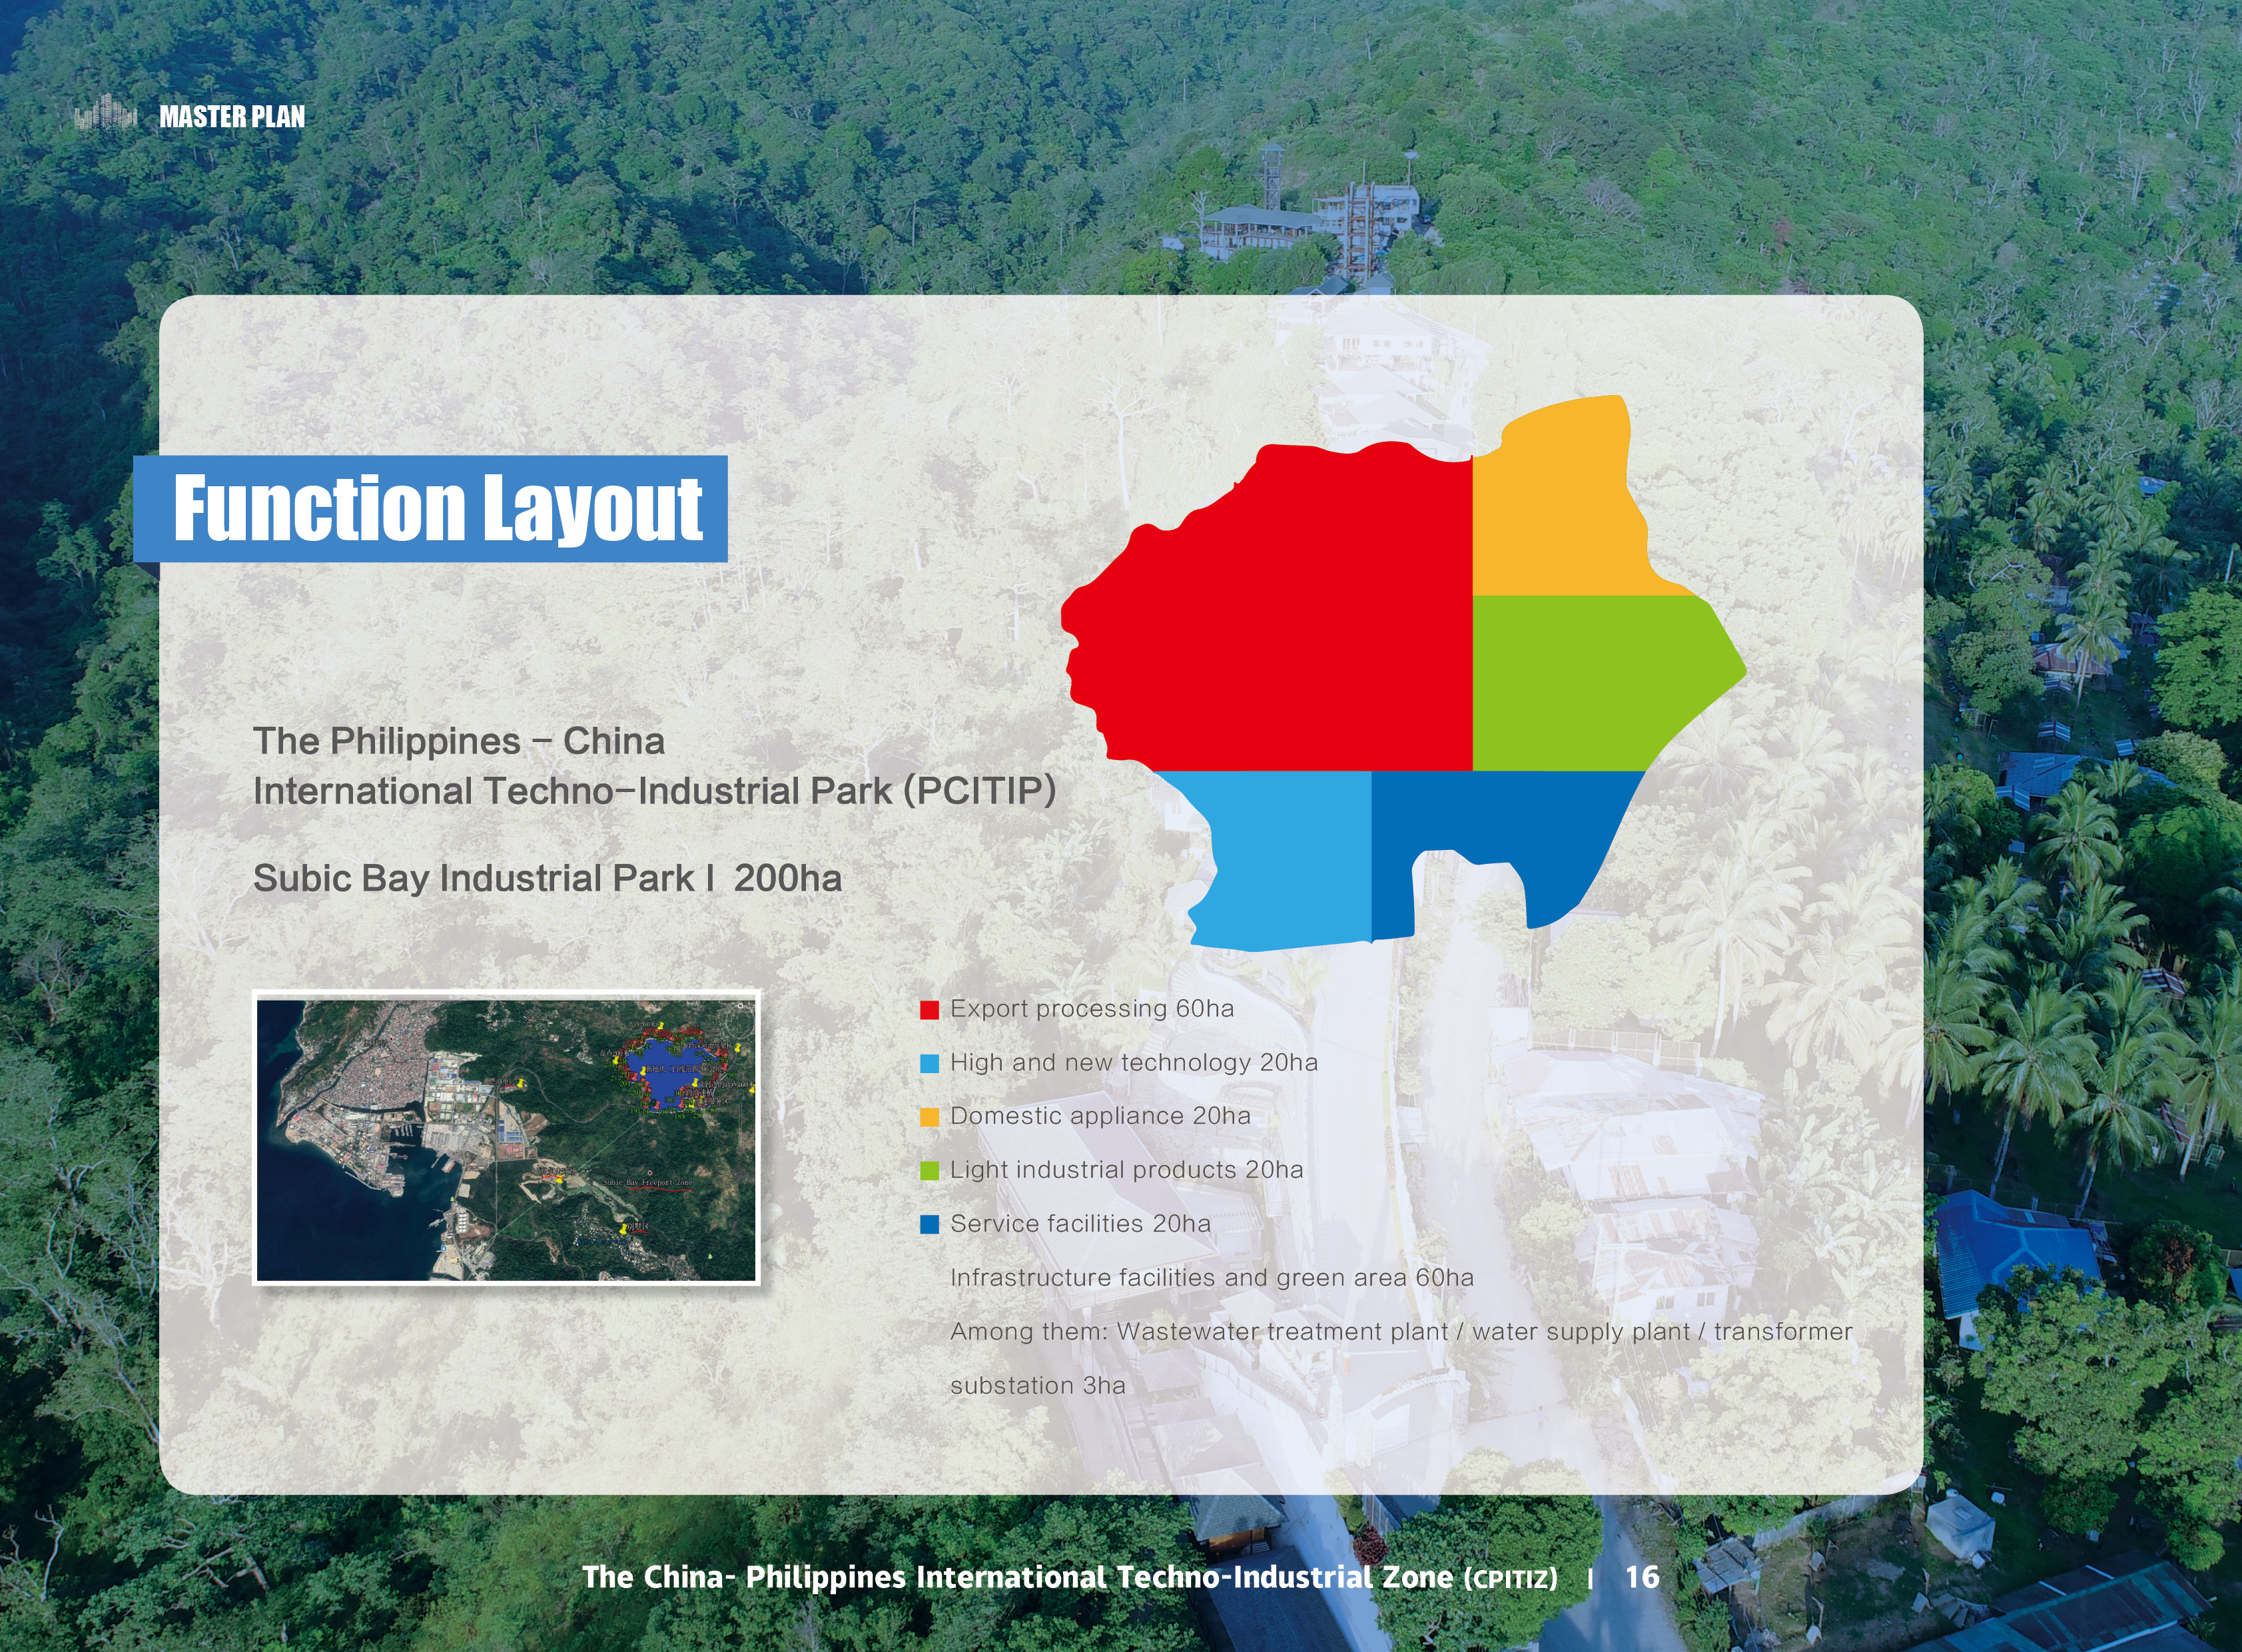 MASTER PLAN
Function Layout
The Philippines – China
International Techno-Industrial Park (PCITIP)
Subic Bay Industrial Park I 200ha
Subic Bay Freeport Zone
Export processing 60ha
High and new technology 20ha
Domestic appliance 20ha
Light industrial products 20ha
Service facilities 20ha
Infrastructure facilities and green area 60ha
Among them: Wastewater treatment plant / water supply plant / transformer
substation 3ha
The China- Philippines International Techno-Industrial Zone (CPITIZ) | 16